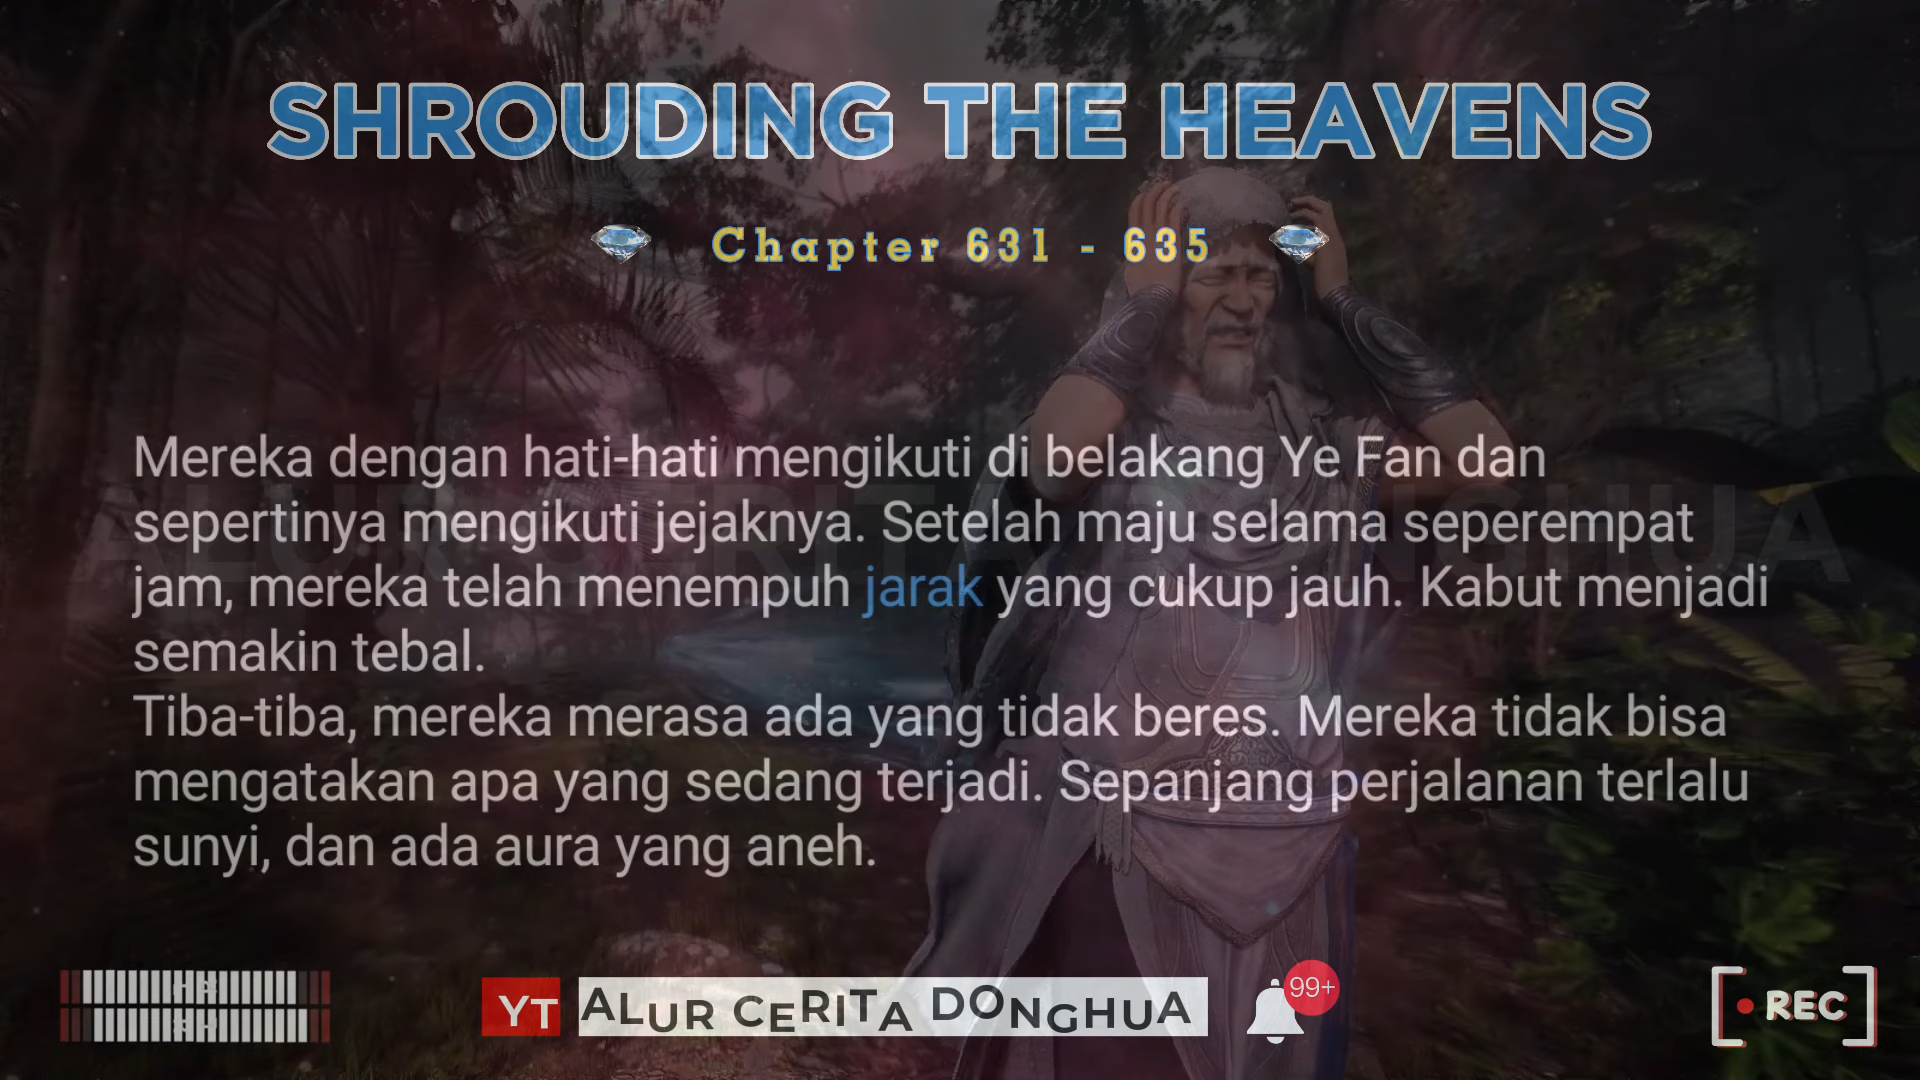 SHROUDING THE HEAVENS
Chapter 631 - 635
Mereka dengan hati-hati mengikuti di belakang Ye Fan dan
sepertinya mengikuti jejaknya. Setelah maju selama seperempat
jam, mereka telah menempuh jarak yang cukup jauh. Kabut menjadi
semakin tebal.
Tiba-tiba, mereka merasa ada yang tidak beres. Mereka tidak bisa
mengatakan apa yang sedang terjadi. Sepanjang perjalanan terlalu
sunyi, dan ada aura yang aneh.
ALUR CERITA DONGHUA
YT ALUR CERITA DONGHUA
99+
REC